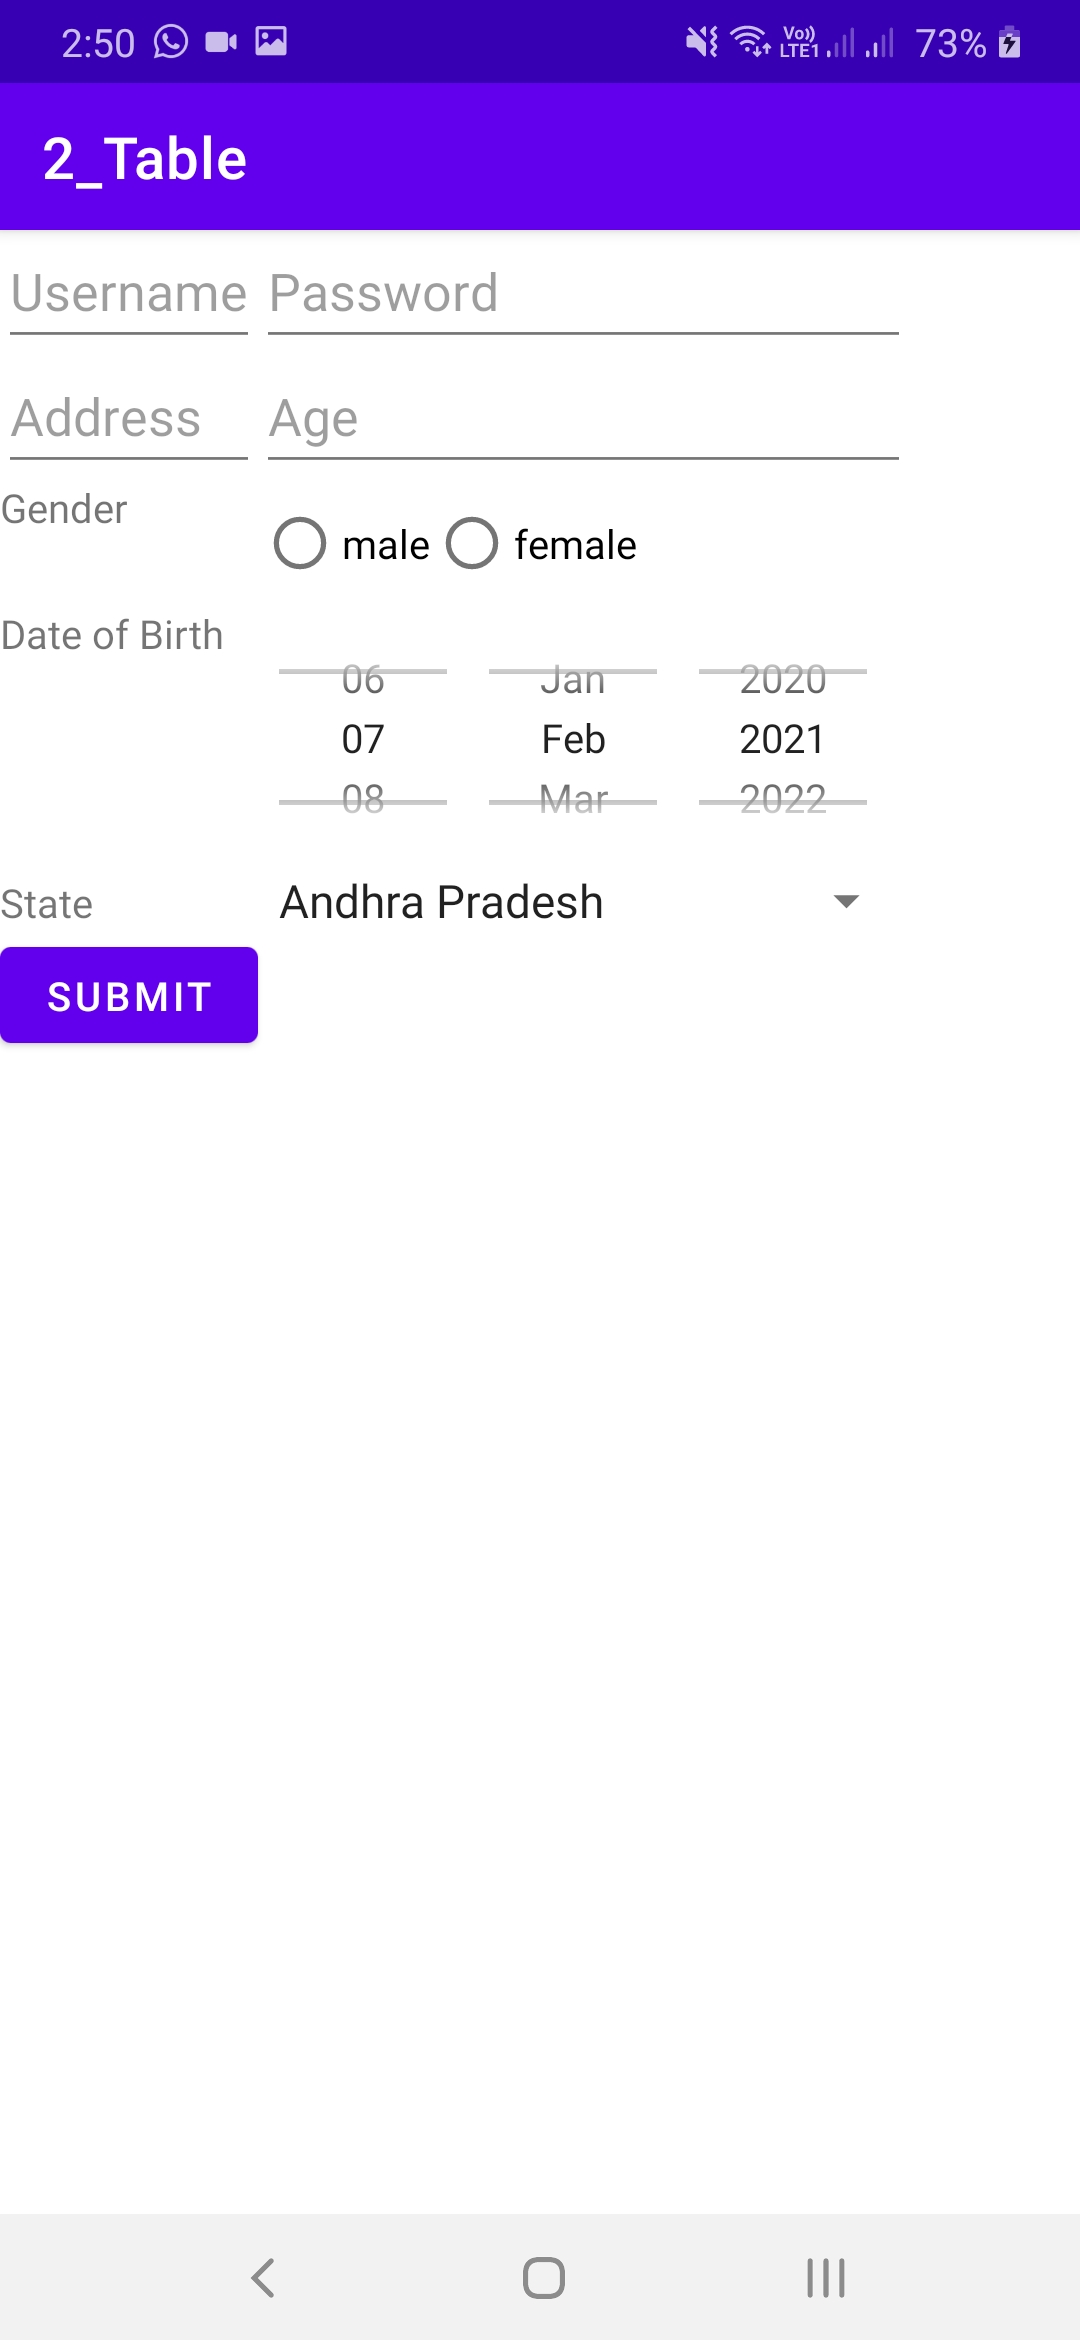 2:50 Vo)) LTE1 73%
2_Table
Username Password
Address Age
Gender
male female
Date of Birth
06 Jan 2020
07 Feb 2021
08 Mar 2022
State Andhra Pradesh
SUBMIT